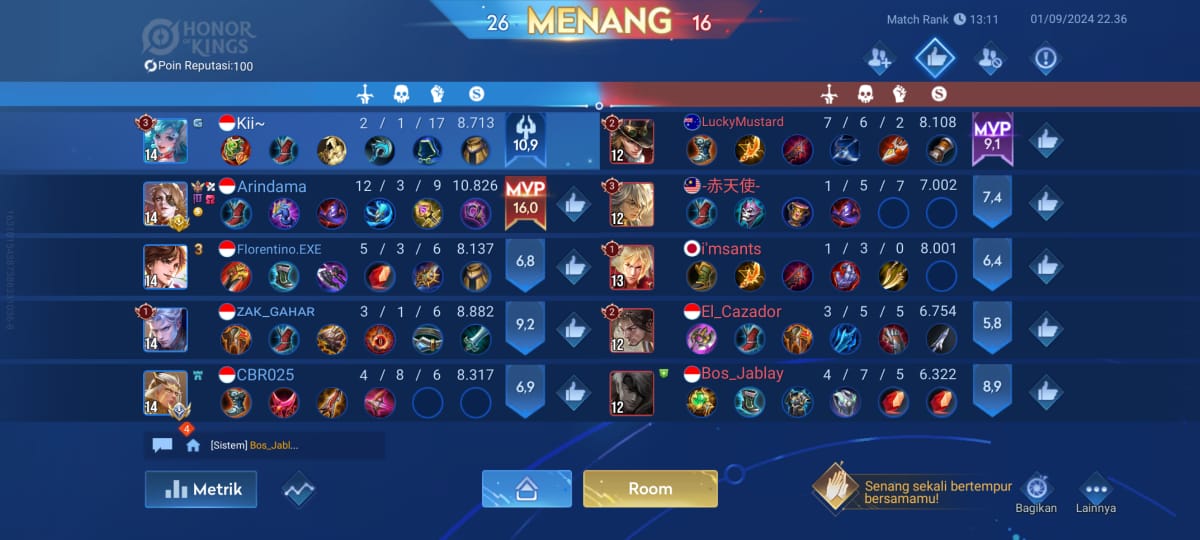 HONOR
OF KINGS
Poin Reputasi:100
26 MENANG 16
Match Rank 13:11 01/09/2024 22.36
3 14 Kii~ 2 / 1 / 17 8.713 10,9
2 12 LuckyMustard 7 / 6 / 2 8.108 MVP 9,1
14 Arindama 12 / 3 / 9 10.826 MVP 16,0
3 12 -赤天使- 1 / 5 / 7 7.002 7,4
14 3 Florentino.EXE 5 / 3 / 6 8.137 6,8
1 13 i'msants 1 / 3 / 0 8.001 6,4
1 14 ZAK_GAHAR 3 / 1 / 6 8.882 9,2
2 12 El_Cazador 3 / 5 / 5 6.754 5,8
14 CBR025 4 / 8 / 6 8.317 6,9
12 Bos_Jablay 4 / 7 / 5 6.322 8,9
4
[Sistem] Bos_Jabl...
Metrik
Room
Senang sekali bertempur
bersamamu!
Bagikan
Lainnya